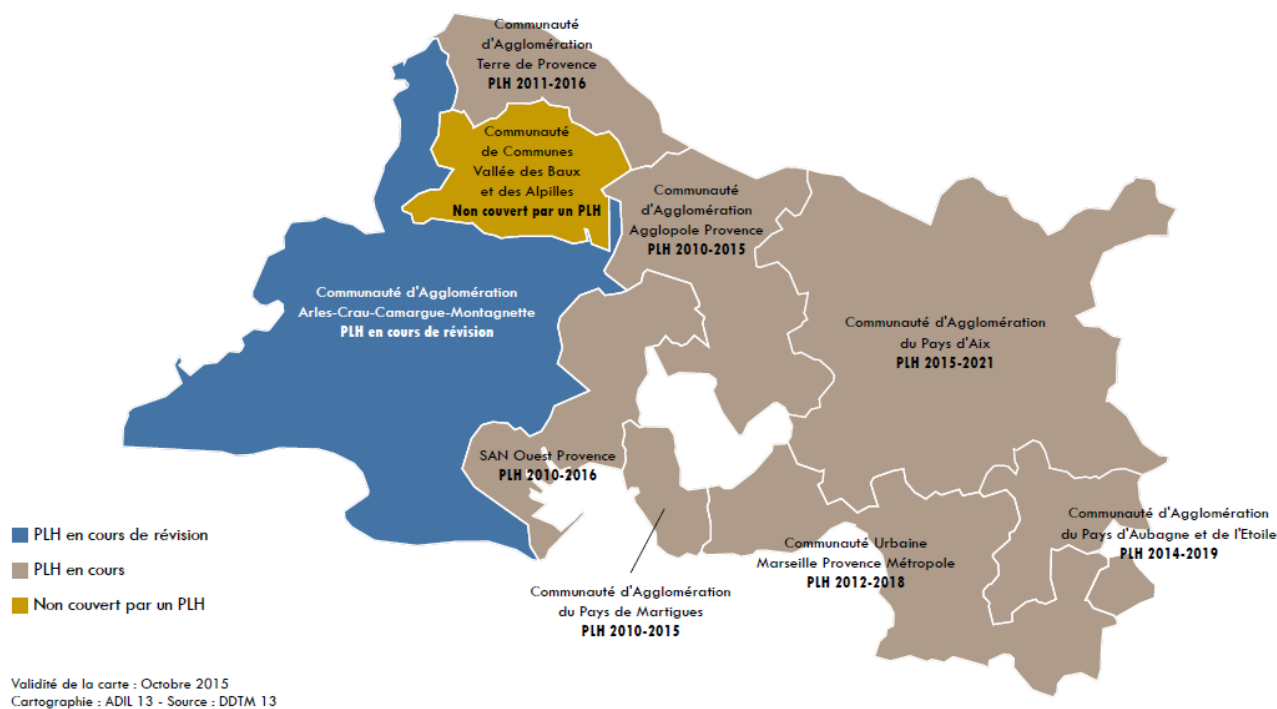 Communauté
d'Agglomération
Terre de Provence
PLH 2011-2016
Communauté
de Communes
Vallée des Baux
et des Alpilles
Non couvert par un PLH
Communauté
d'Agglomération
Agglopole Provence
PLH 2010-2015
Communauté d'Agglomération
Arles-Crau-Camargue-Montagnette
PLH en cours de révision
Communauté d'Agglomération
du Pays d'Aix
PLH 2015-2021
SAN Ouest Provence
PLH 2010-2016
Communauté d'Agglomération
du Pays d'Aubagne et de l'Etoile
PLH 2014-2019
Communauté Urbaine
Marseille Provence Métropole
PLH 2012-2018
Communauté d'Agglomération
du Pays de Martigues
PLH 2010-2015
PLH en cours de révision
PLH en cours
Non couvert par un PLH
Validité de la carte : Octobre 2015
Cartographie : ADIL 13 - Source : DDTM 13